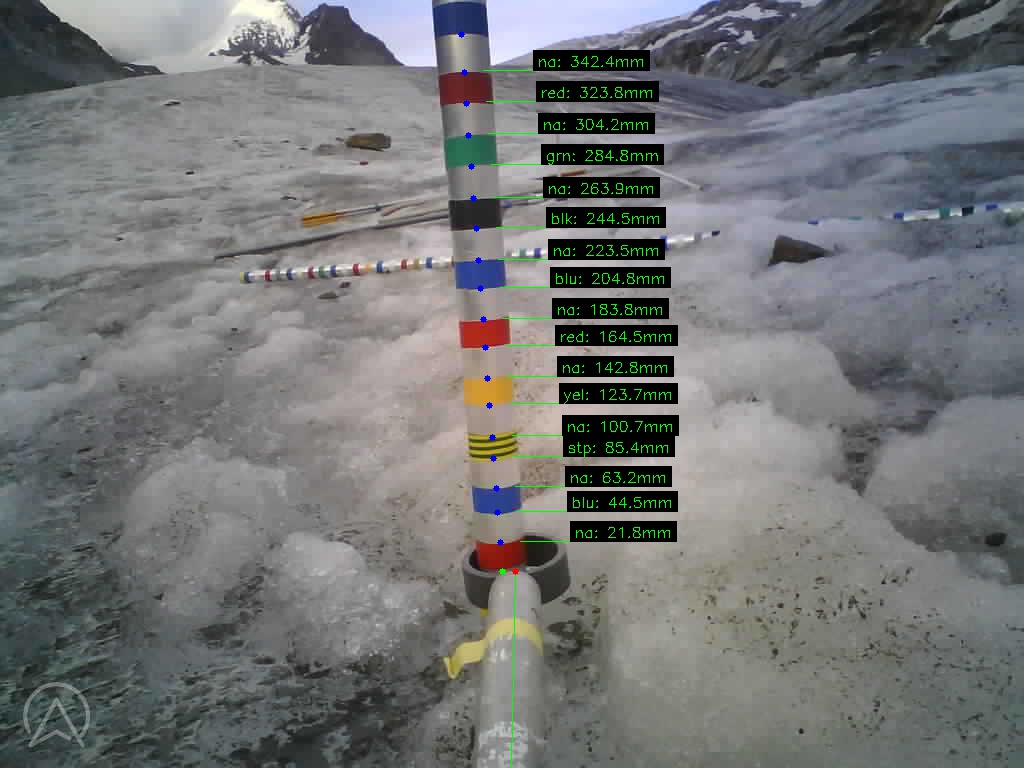 na: 342.4mm
red: 323.8mm
na: 304.2mm
grn: 284.8mm
na: 263.9mm
blk: 244.5mm
na: 223.5mm
blu: 204.8mm
na: 183.8mm
red: 164.5mm
na: 142.8mm
yel: 123.7mm
na: 100.7mm
stp: 85.4mm
na: 63.2mm
blu: 44.5mm
na: 21.8mm